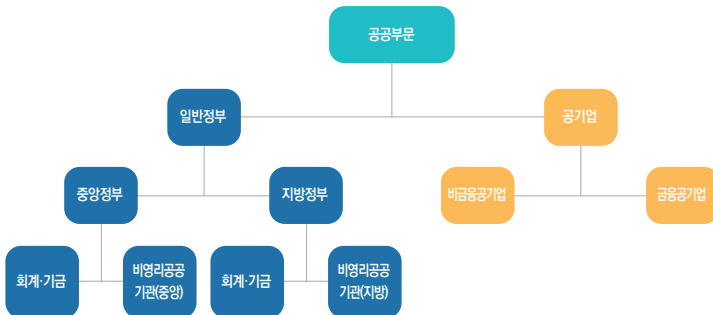 공공부문
일반정부
공기업
중앙정부
지방정부
비금융공기업
금융공기업
회계·기금
비영리공공
기관(중앙)
회계·기금
비영리공공
기관(지방)